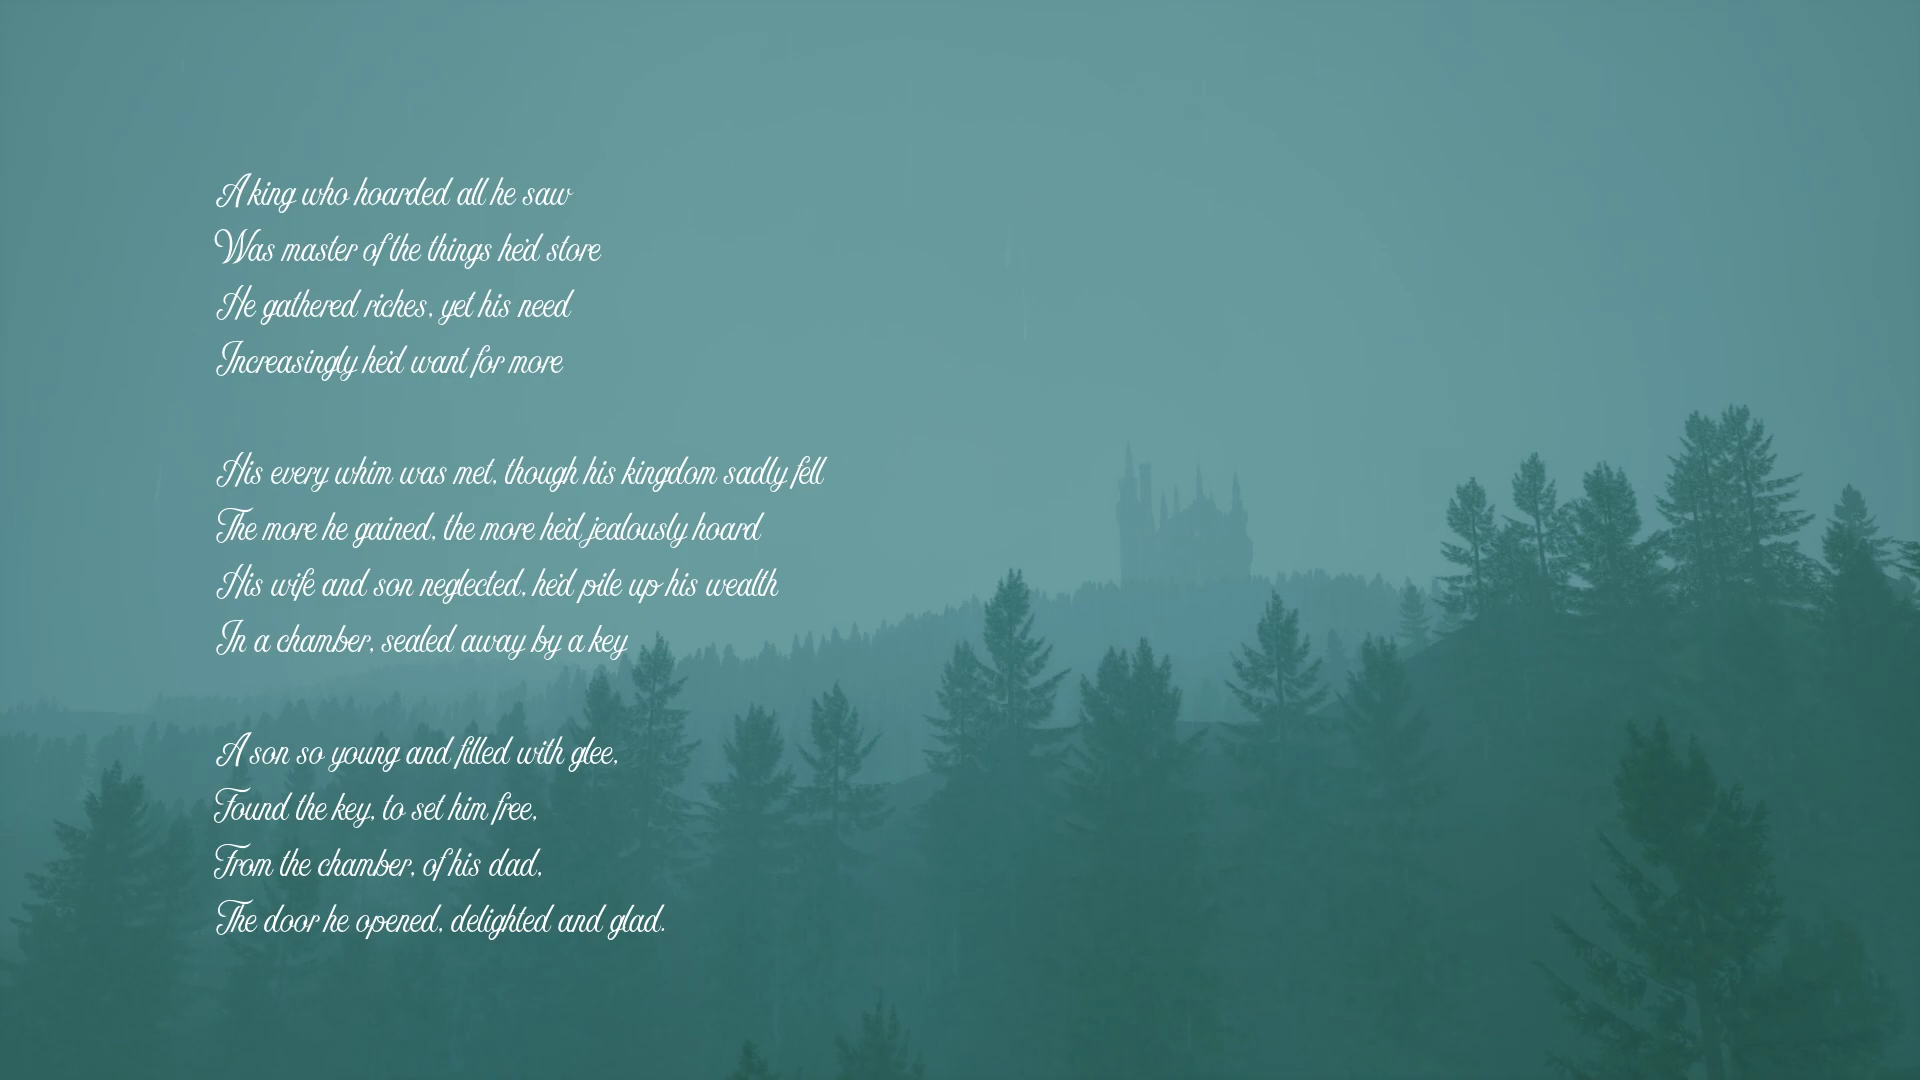 A king who hoarded all he saw
Was master of the things he'd store
He gathered riches, yet his need
Increasingly he'd want for more
His every whim was met, though his kingdom sadly fell
The more he gained, the more he'd jealously hoard
His wife and son neglected, he'd pile up his wealth
In a chamber, sealed away by a key
A son so young and filled with glee,
Found the key, to set him free,
From the chamber, of his dad,
The door he opened, delighted and glad.